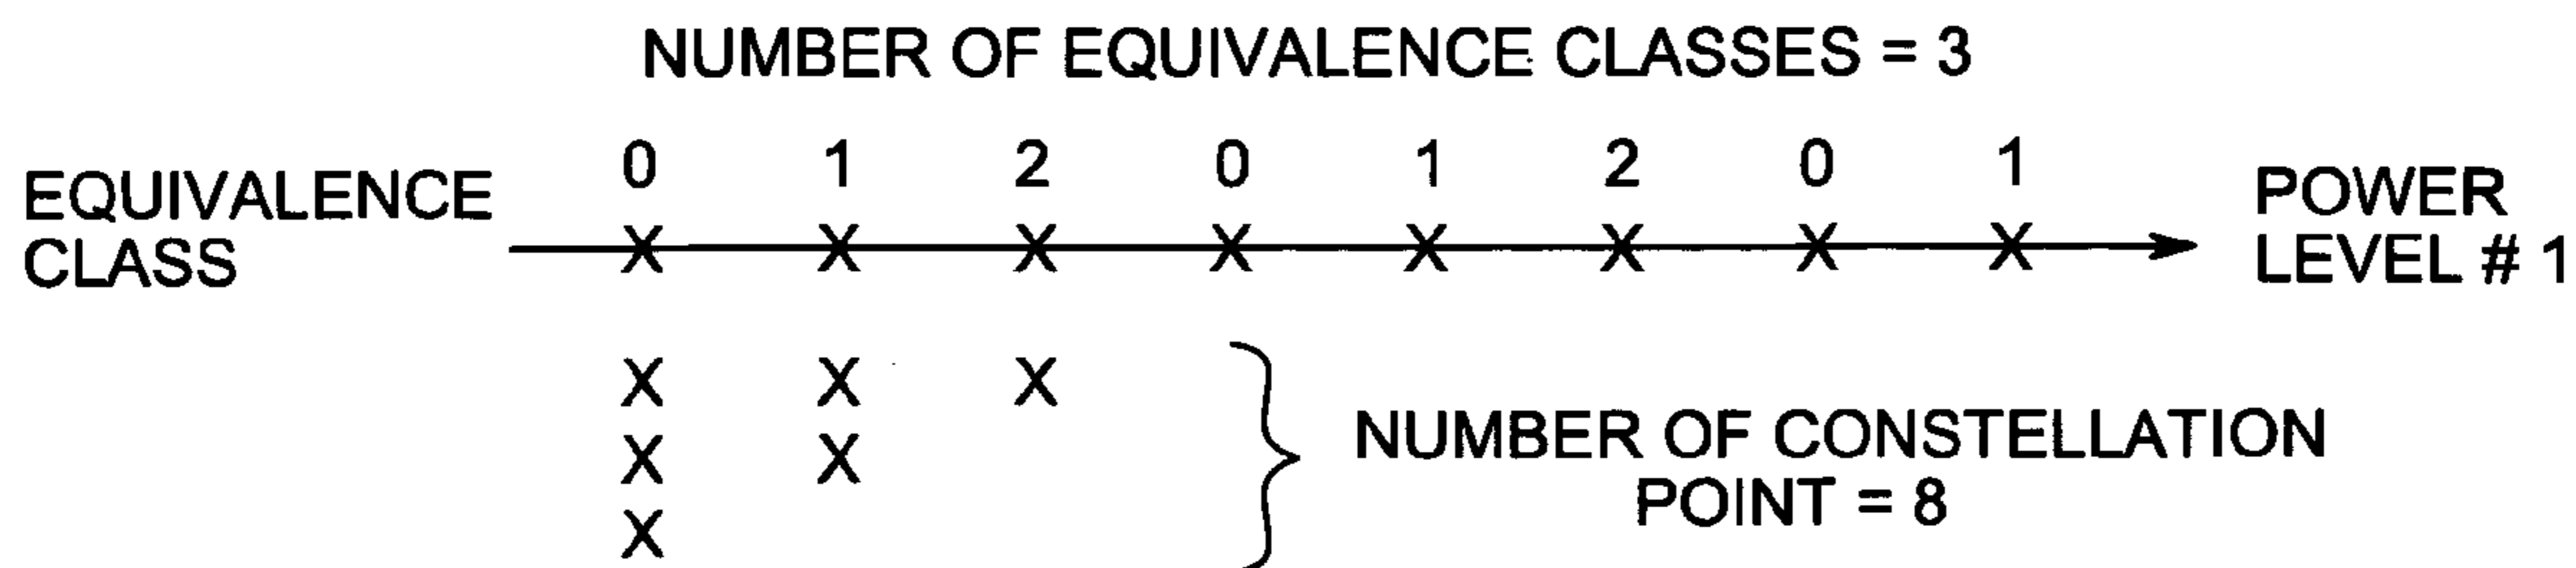 NUMBER OF EQUIVALENCE CLASSES = 3
0 1 2 0 1 2 0 1
EQUIVALENCE
CLASS
X X X X X X X X
POWER
LEVEL # 1
X X X
X X
X
NUMBER OF CONSTELLATION
POINT = 8